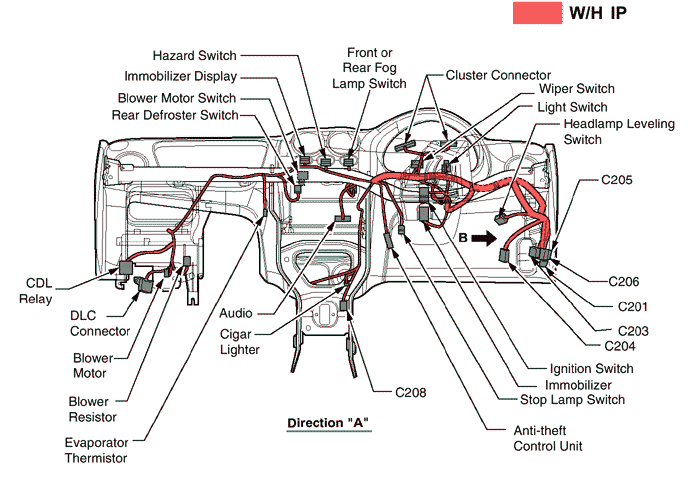 W/H IP
Hazard Switch
Immobilizer Display
Blower Motor Switch
Rear Defroster Switch
Front or
Rear Fog
Lamp Switch
Cluster Connector
Wiper Switch
Light Switch
Headlamp Leveling
Switch
C205
B
C206
C201
C203
C204
CDL
Relay
DLC
Connector
Blower
Motor
Blower
Resistor
Evaporator
Thermistor
Audio
Cigar
Lighter
C208
Ignition Switch
Immobilizer
Stop Lamp Switch
Anti-theft
Control Unit
Direction "A"